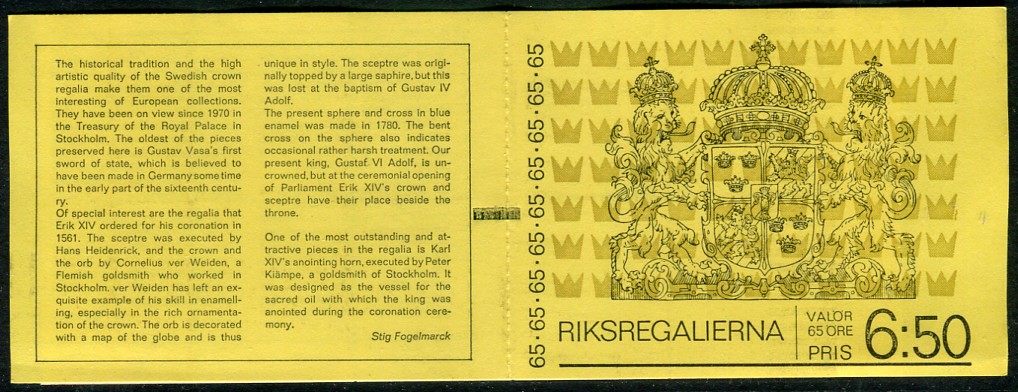 The historical tradition and the high
artistic quality of the Swedish crown
regalia make them one of the most
interesting of European collections.
They have been on view since 1970 in
the Treasury of the Royal Palace in
Stockholm. The oldest of the pieces
preserved here is Gustav Vasa's first
sword of state, which is believed to
have been made in Germany some time
in the early part of the sixteenth centu-
ry.
Of special interest are the regalia that
Erik XIV ordered for his coronation in
1561. The sceptre was executed by
Hans Heidenrick, and the crown and
the orb by Cornelius ver Weiden, a
Flemish goldsmith who worked in
Stockholm. ver Weiden has left an ex-
quisite example of his skill in enamell-
ing, especially in the rich ornamenta-
tion of the crown. The orb is decorated
with a map of the globe and is thus
unique in style. The sceptre was origi-
nally topped by a large saphire, but this
was lost at the baptism of Gustav IV
Adolf.
The present sphere and cross in blue
enamel was made in 1780. The bent
cross on the sphere also indicates
occasional rather harsh treatment. Our
present king, Gustaf VI Adolf, is un-
crowned, but at the ceremonial opening
of Parliament Erik XIV's crown and
sceptre have their place beside the
throne.
One of the most outstanding and at-
tractive pieces in the regalia is Karl
XIV's anointing horn, executed by Peter
Kiämpe, a goldsmith of Stockholm. It
was designed as the vessel for the
sacred oil with which the king was
anointed during the coronation cere-
mony.
Stig Fogelmarck
65·65·65·65·65·65·65·65·65·65
RIKSREGALIERNA
VALÖR
65 ÖRE
PRIS
6:50